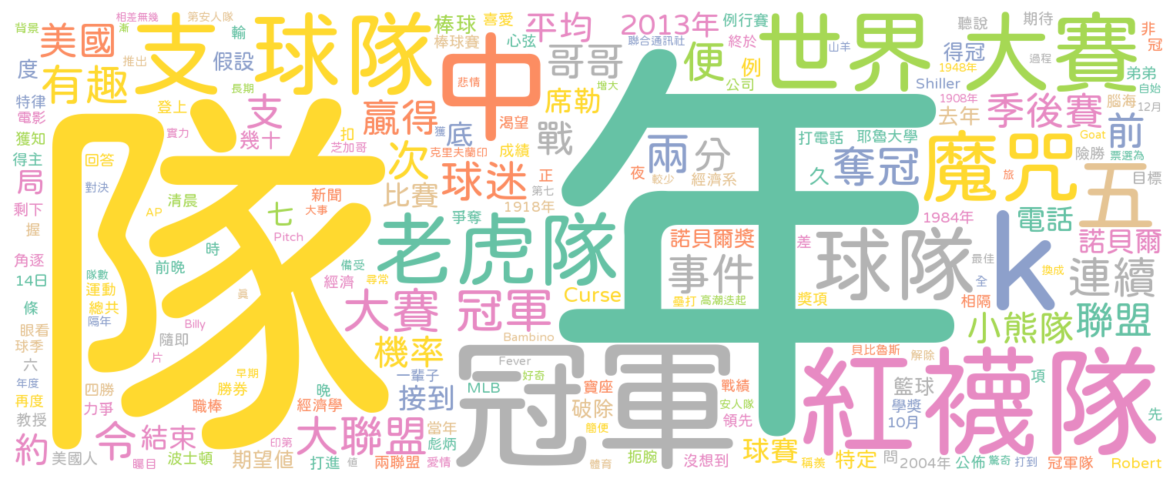 背景
相差無幾
漸
第安人隊
輸
棒球
喜愛
平均
2013年
例行賽
世界
大賽
聽說
期待
非
冠
美國
支
球隊
推出
棒球賽
心弦
聯合通訊社
終於
山羊
得冠
過程
度
有趣
假設
中
悲情
哥哥
便
例
公司
1948年
弟弟
自始
特律
電影
長期
登上
支
贏得
增大
席勒
Shiller
1908年
季後賽
腦海
12月
獲知
實力
幾十
扣
芝加哥
獲
底
渴望
戰
去年
Goat
前
票選為
得主
回答
次
克里夫蘭印
成績
兩
分
打電話
耶魯大學
奪冠
魔咒
險勝
局
對決
清晨
新聞
比賽
球迷
正
夜
較少
經濟系
久
旅
五
目標
剩下
AP
七
大事
第七
1918年
1984年
握
隊
時
Pitch
老虎隊
爭奪
年
諾貝爾獎
差
球隊
k
電話
諾貝爾
角逐
前晚
備受
事件
最佳
連續
14日
隊數
經濟
尋常
壘打
高潮迭起
全
換成
條
運動
總共
真
大賽
冠軍
Curse
獎項
相隔
聯盟
眼看
隔年
隨即
Billy
Bambino
小熊隊
球季
片
機率
Fever
貝比魯斯
解除
六
早期
一輩子
好奇
冠軍
紅襪隊
年度
四勝
勝券
晚
接到
MLB
寶座
戰績
籃球
項
再度
力爭
職棒
經濟學
當年
破除
安人隊
學獎
先
教授
約
令
結束
大聯盟
彪炳
簡便
領先
10月
美國人
矚目
波士頓
期望值
印第
打進
值
兩聯盟
愛情
體育
扼腕
沒想到
球賽
稱羨
特定
問
2004年
公佈
驚奇
打到
冠軍隊
Robert